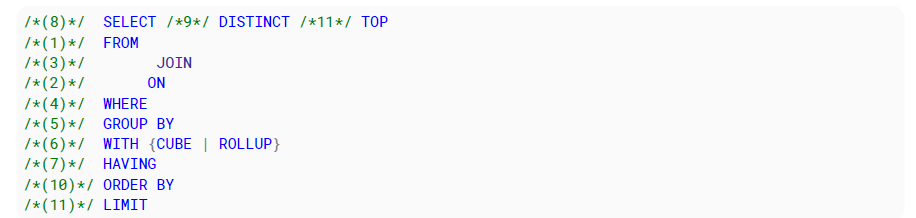 /*(8)*/ SELECT /*9*/ DISTINCT /*11*/ TOP
/*(1)*/ FROM
/*(3)*/ JOIN
/*(2)*/ ON
/*(4)*/ WHERE
/*(5)*/ GROUP BY
/*(6)*/ WITH {CUBE | ROLLUP}
/*(7)*/ HAVING
/*(10)*/ ORDER BY
/*(11)*/ LIMIT